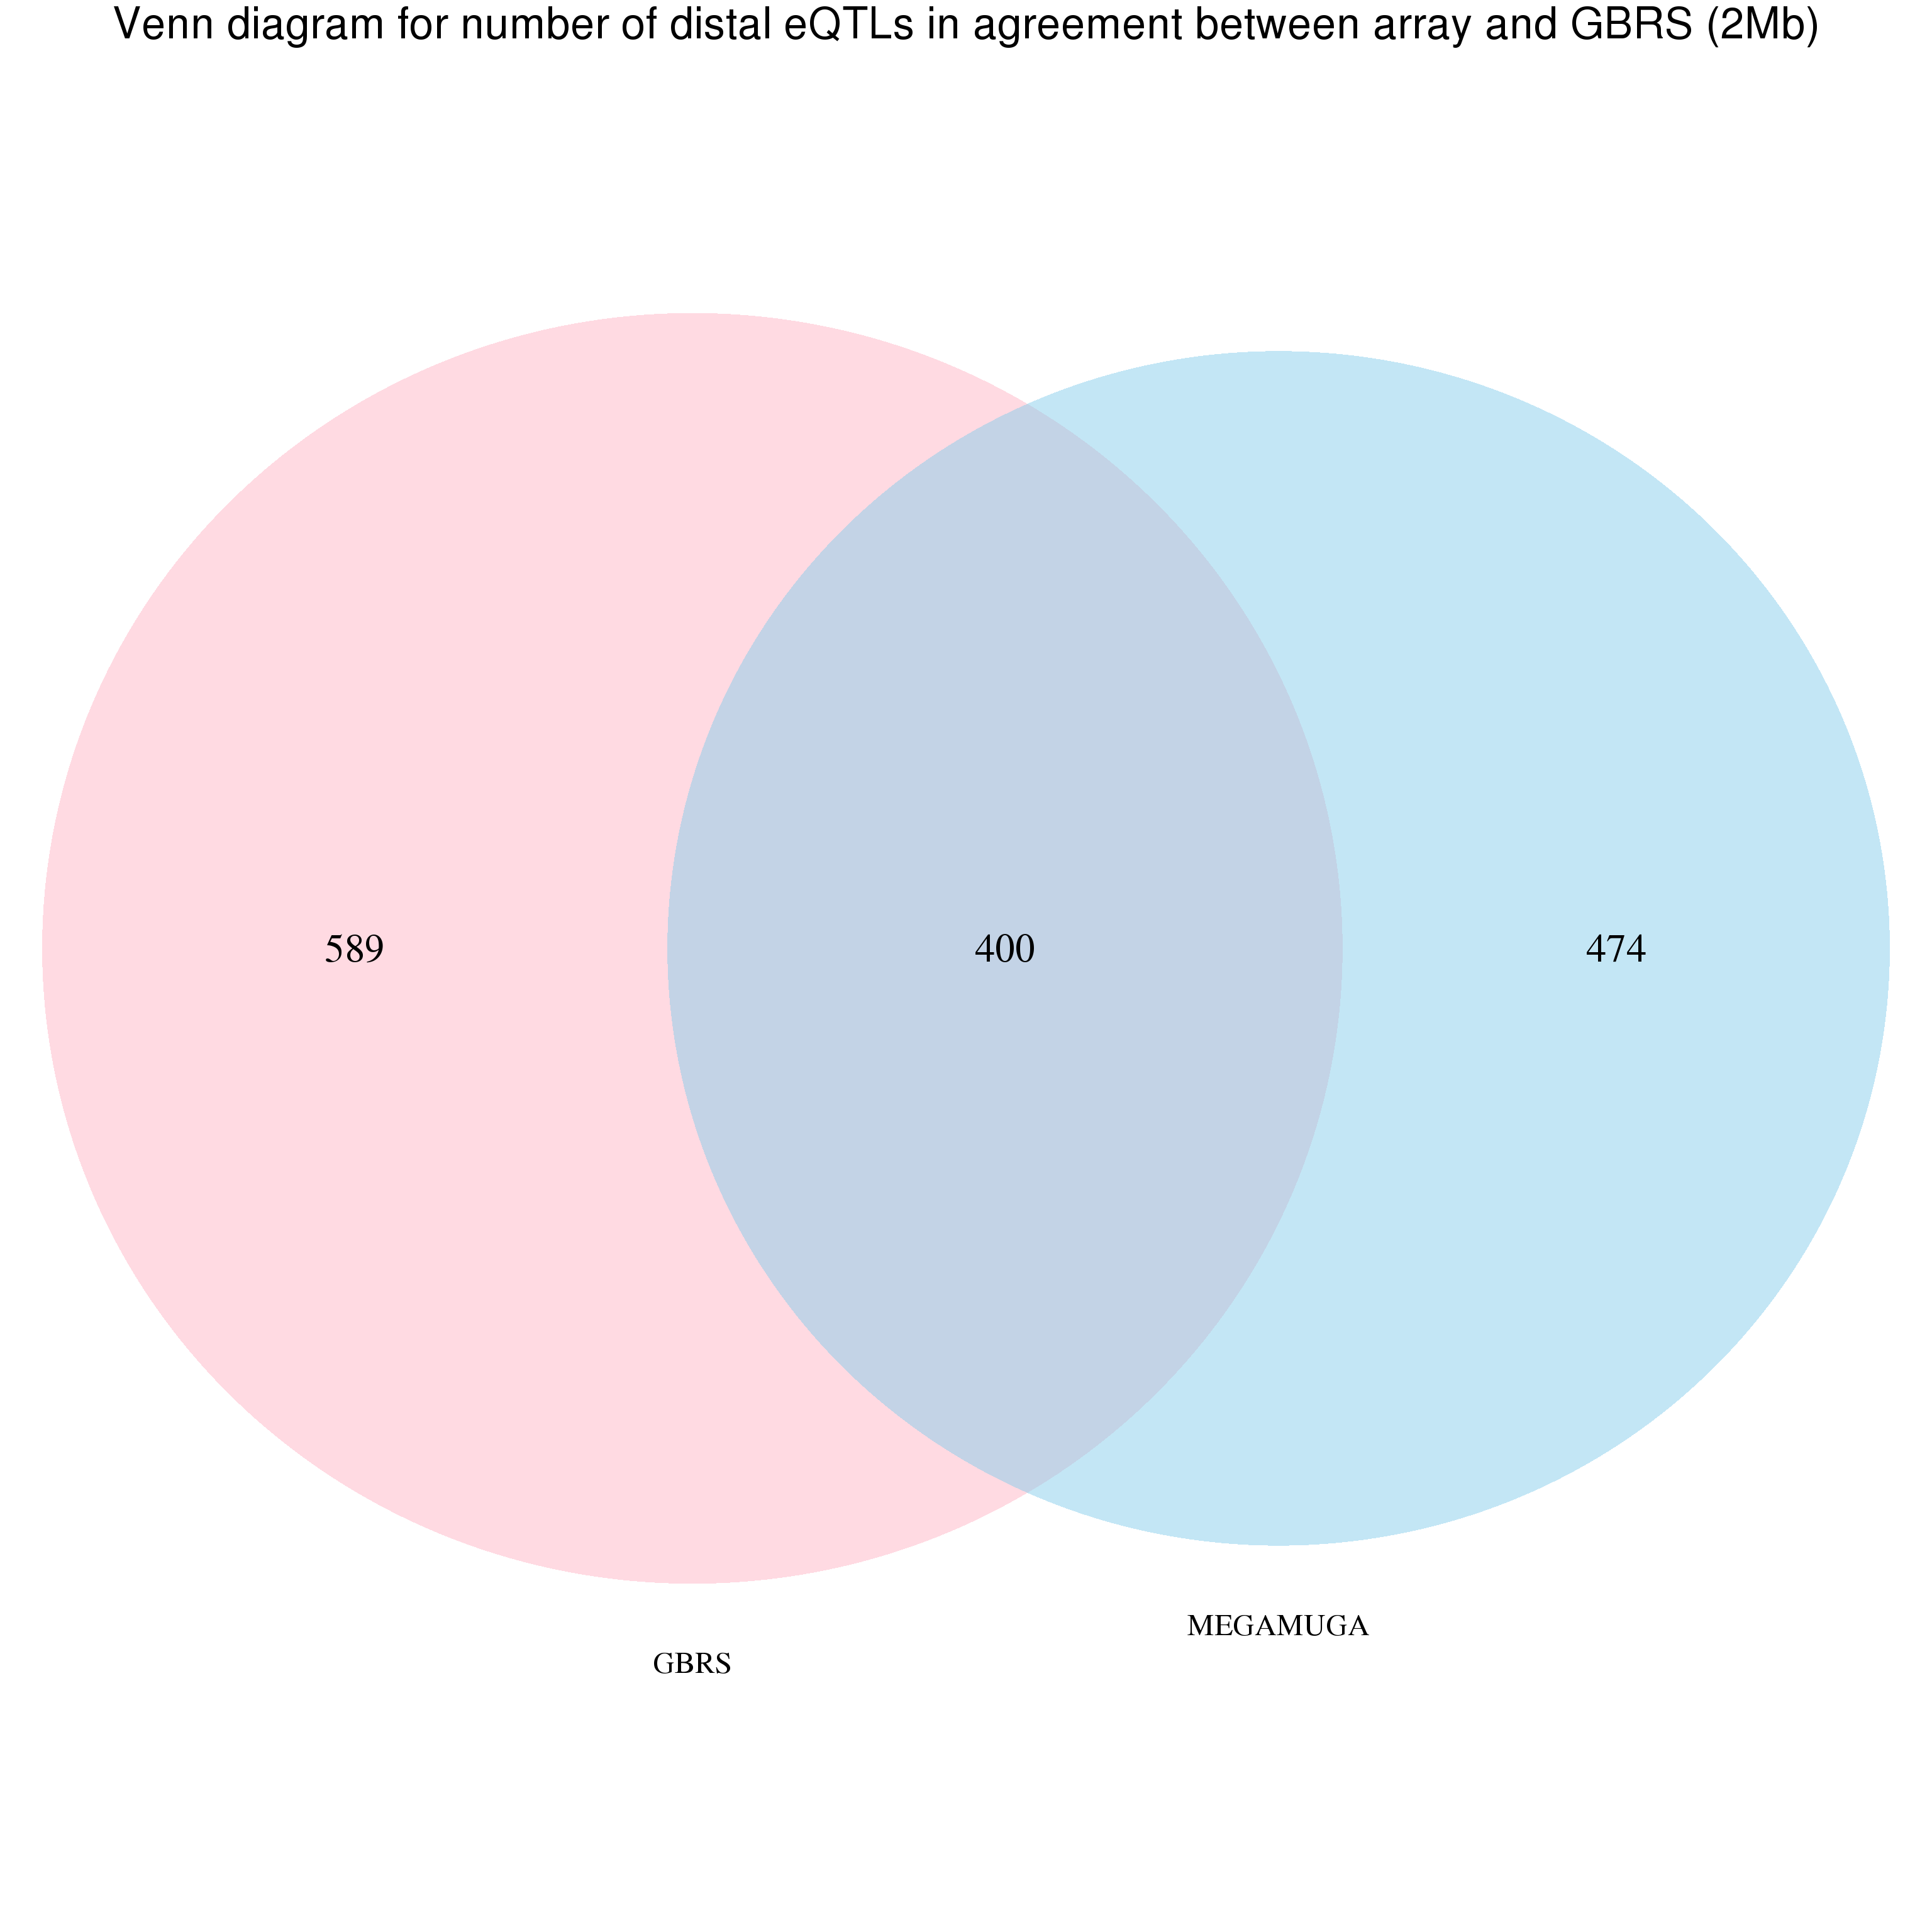 Venn diagram for number of distal eQTLs in agreement between array and GBRS (2Mb)
589
400
474
MEGAMUGA
GBRS